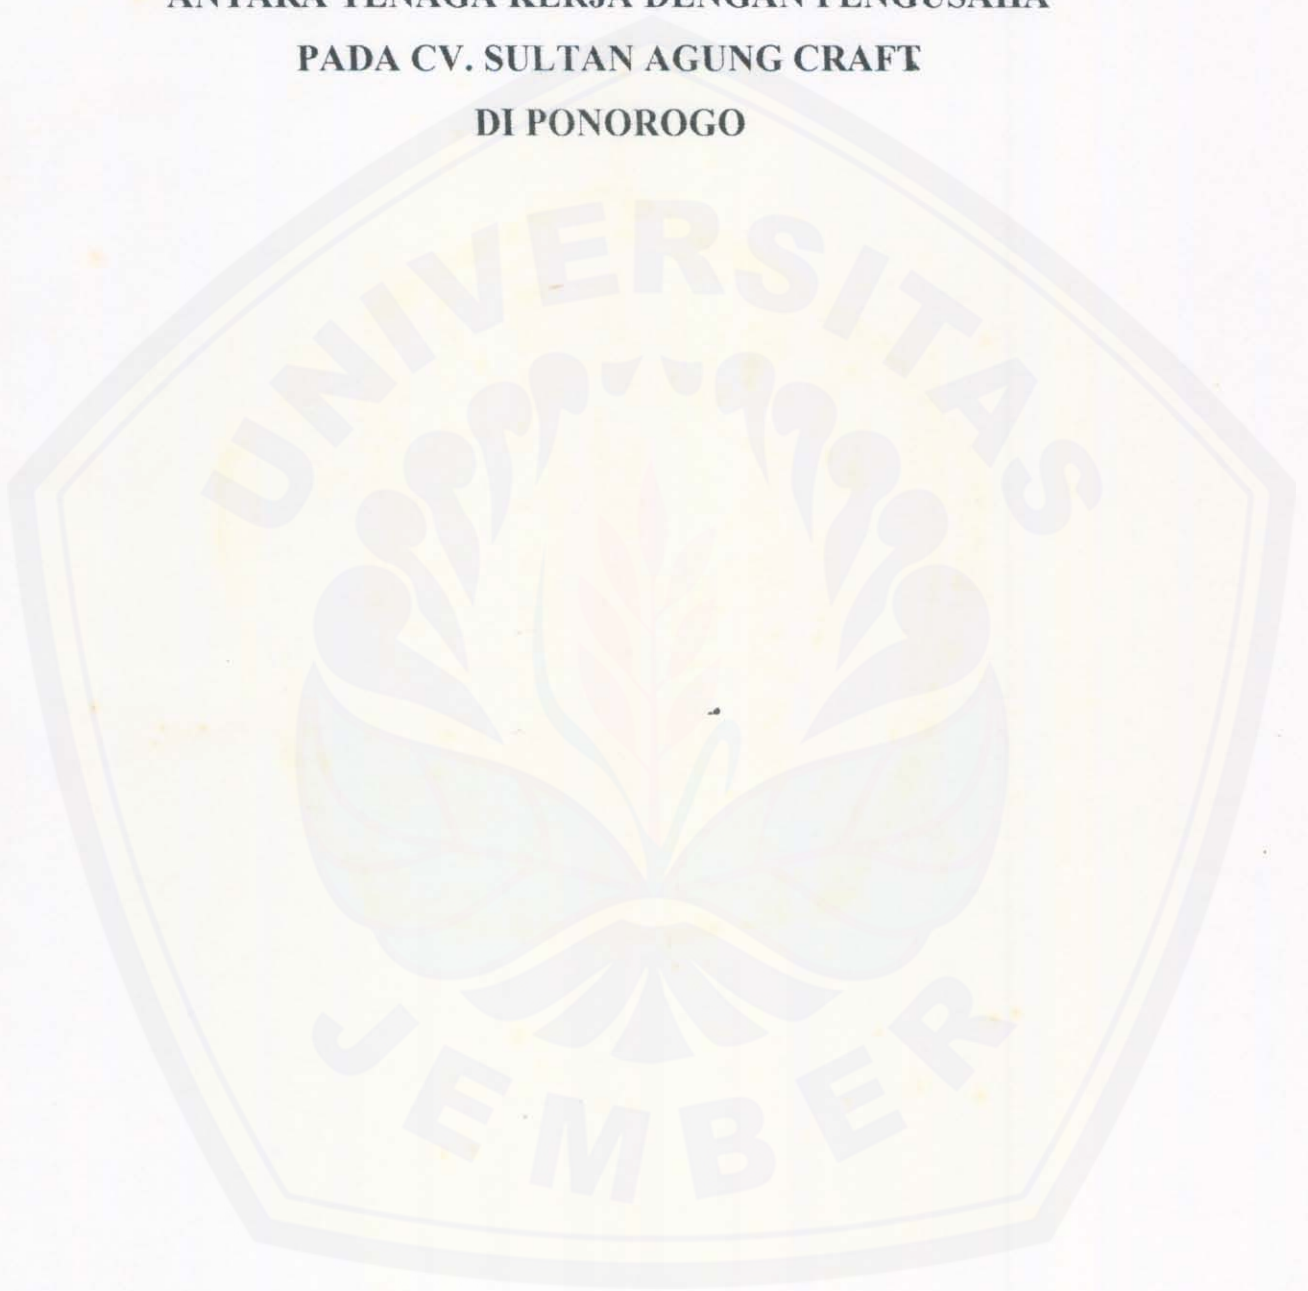 ANTARA TENAGA KERJA DENGAN PENGUSAHA
PADA CV. SULTAN AGUNG CRAFT
DI PONOROGO
UNIVERSITAS
JEMBER